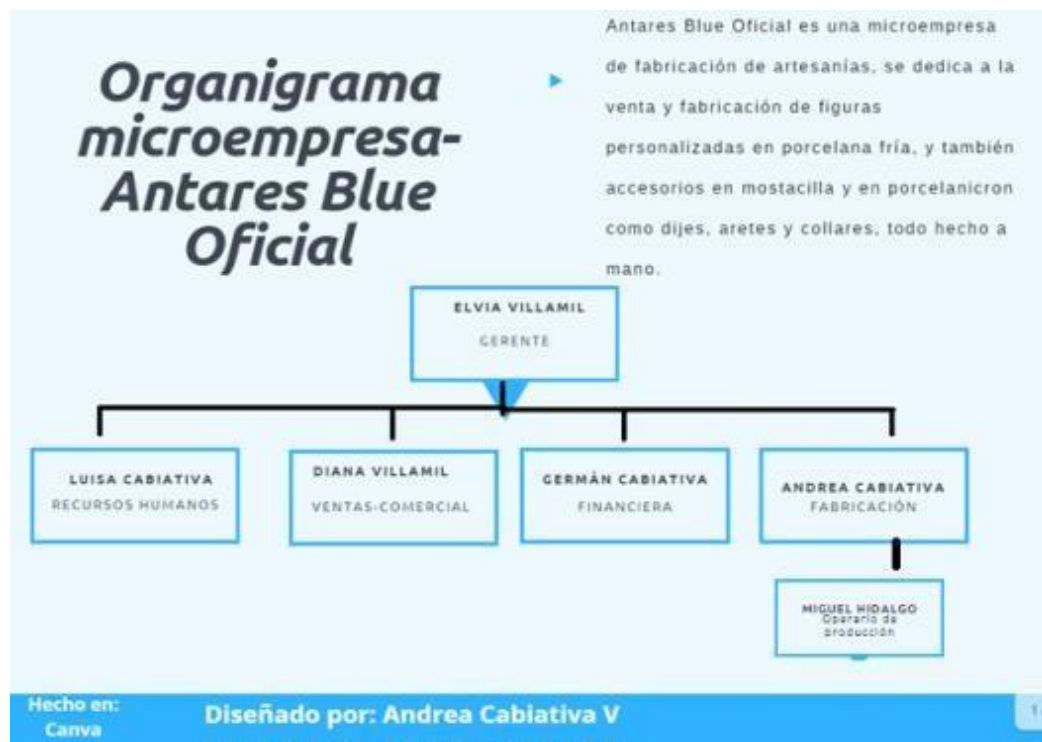 Organigrama
microempresa-
Antares Blue
Oficial
Antares Blue Oficial es una microempresa
de fabricación de artesanías, se dedica a la
venta y fabricación de figuras
personalizadas en porcelana fría, y también
accesorios en mostacilla y en porcelanicron
como dijes, aretes y collares, todo hecho a
mano.
ELVIA VILLAMIL
GERENTE
LUISA CABIATIVA
RECURSOS HUMANOS
DIANA VILLAMIL
VENTAS-COMERCIAL
GERMÁN CABIATIVA
FINANCIERA
ANDREA CABIATIVA
FABRICACIÓN
MIGUEL HIDALGO
Operario de
producción
Hecho en:
Canva
Diseñado por: Andrea Cabiativa V